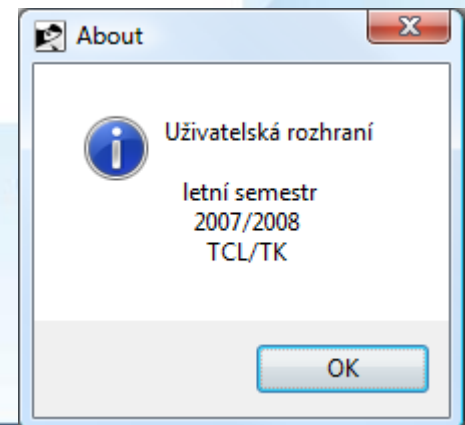 About
Uživatelská rozhraní
letní semestr
2007/2008
TCL/TK
OK